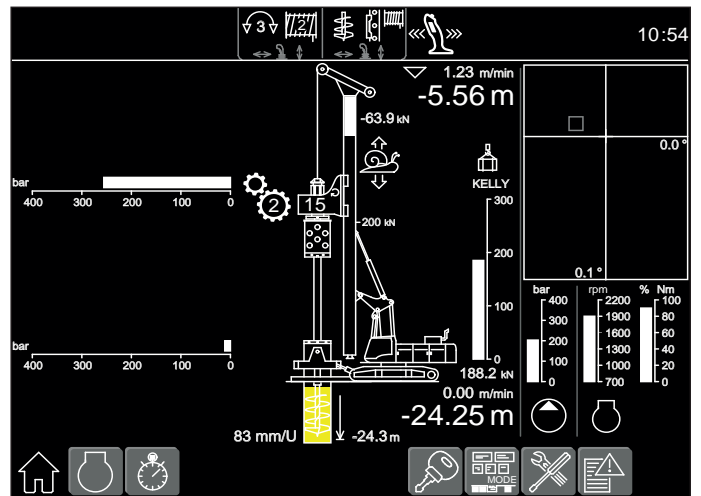 3 2 10:54
1.23 m/min
-5.56 m
-63.9 kN
0.0 °
bar
400 300 200 100 0
2 15
KELLY
300
-200 kN
200
0.1 °
bar rpm % Nm
400 2200 100
300 1900 80
200 1600 60
1300 40
100 1000 20
0 700 0
100
0
188.2 kN
bar
400 300 200 100 0
0.00 m/min
-24.25 m
83 mm/U -24.3 m
MODE